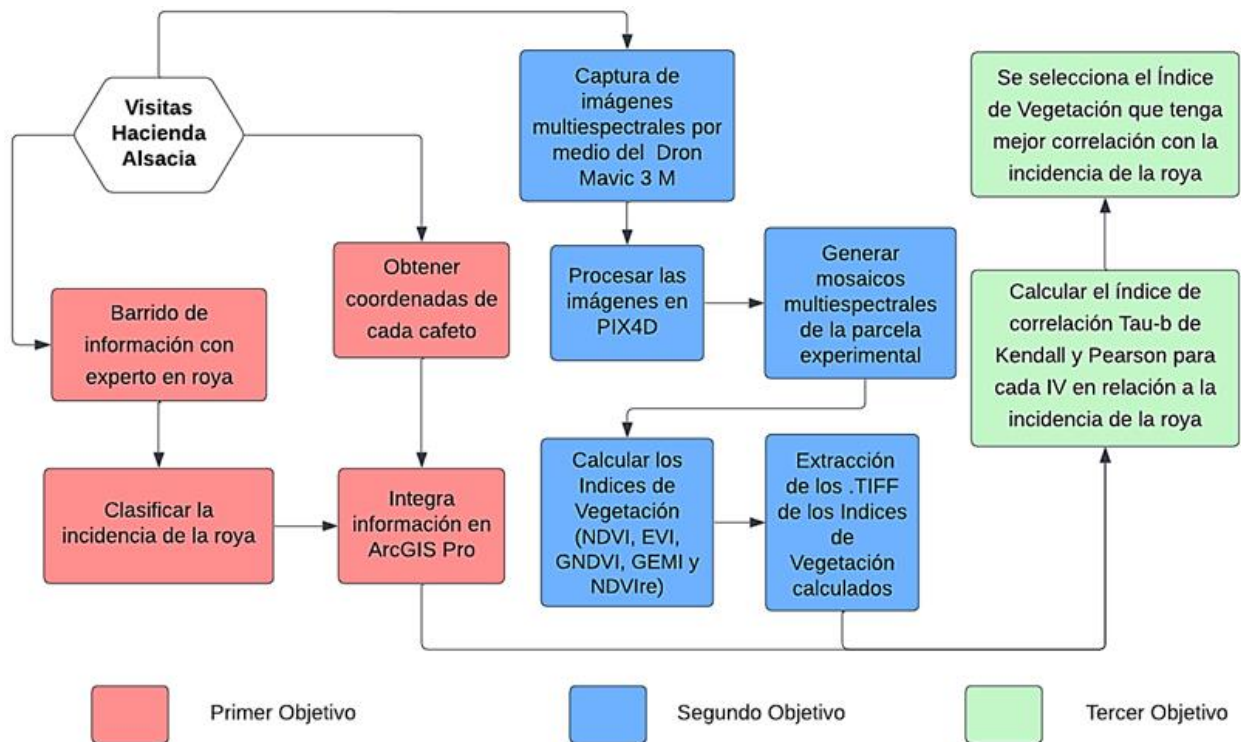 Visitas
Hacienda
Alsacia
Captura de
imágenes
multiespectrales por
medio del Dron
Mavic 3 M
Se selecciona el Índice
de Vegetación que tenga
mejor correlación con la
incidencia de la roya
Barrido de
información con
experto en roya
Obtener
coordenadas de
cada cafeto
Procesar las
imágenes en
PIX4D
Generar
mosaicos
multiespectrales
de la parcela
experimental
Calcular el índice de
correlación Tau-b de
Kendall y Pearson para
cada IV en relación a la
incidencia de la roya
Clasificar la
incidencia de la roya
Integra
información en
ArcGIS Pro
Calcular los
Indices de
Vegetación
(NDVI, EVI,
GNDVI, GEMI y
NDVIre)
Extracción
de los .TIFF
de los Indices
de
Vegetación
calculados
Primer Objetivo
Segundo Objetivo
Tercer Objetivo